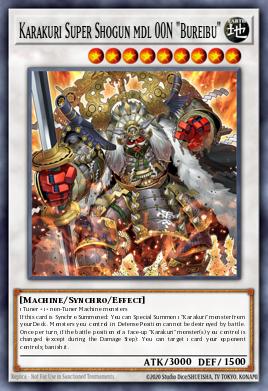 KARAKURI SUPER SHOGUN MDL 00N "BUREIBU"
EARTH
地
[MACHINE/SYNCHRO/EFFECT]
1 Tuner + 1+ non-Tuner Machine monsters
If this card is Synchro Summoned: You can Special Summon 1 "Karakuri" monster from
your Deck. Monsters you control in Defense Position cannot be destroyed by battle.
Once per turn, if the battle position of a face-up "Karakuri" monster(s) you control is
changed (except during the Damage Step): You can target 1 card your opponent
controls; banish it.
ATK/3000 DEF/1500
Replica - Not For Use in Sanctioned Tournaments
©2020 Studio Dice/SHUEISHA, TV TOKYO, KONAMI